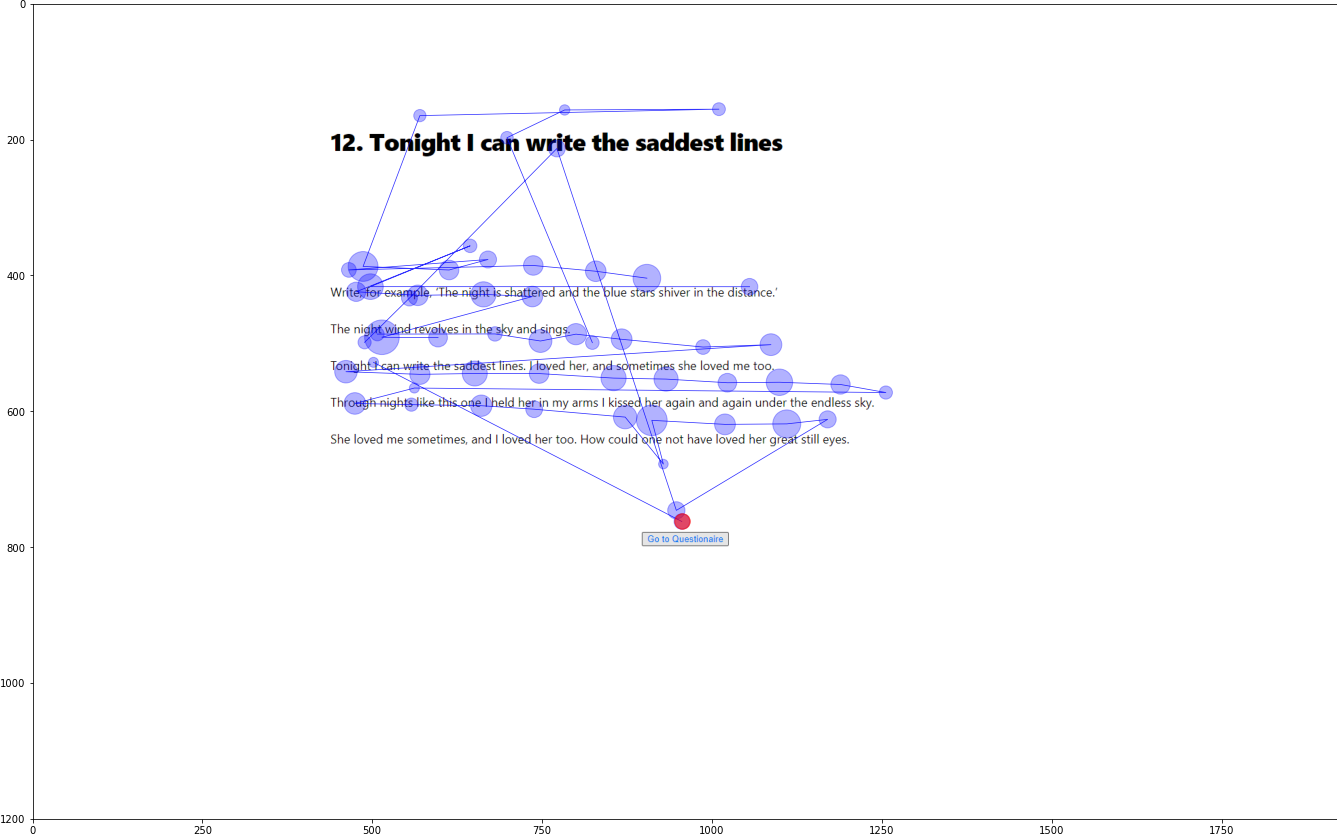 12. Tonight I can write the saddest lines
Write, for example, 'The night is shattered and the blue stars shiver in the distance.'
The night wind revolves in the sky and sings.
Tonight I can write the saddest lines. I loved her, and sometimes she loved me too.
Through nights like this one I held her in my arms I kissed her again and again under the endless sky.
She loved me sometimes, and I loved her too. How could one not have loved her great still eyes.
Go to Questionaire
0
200
400
600
800
1000
1200
0 250 500 750 1000 1250 1500 1750